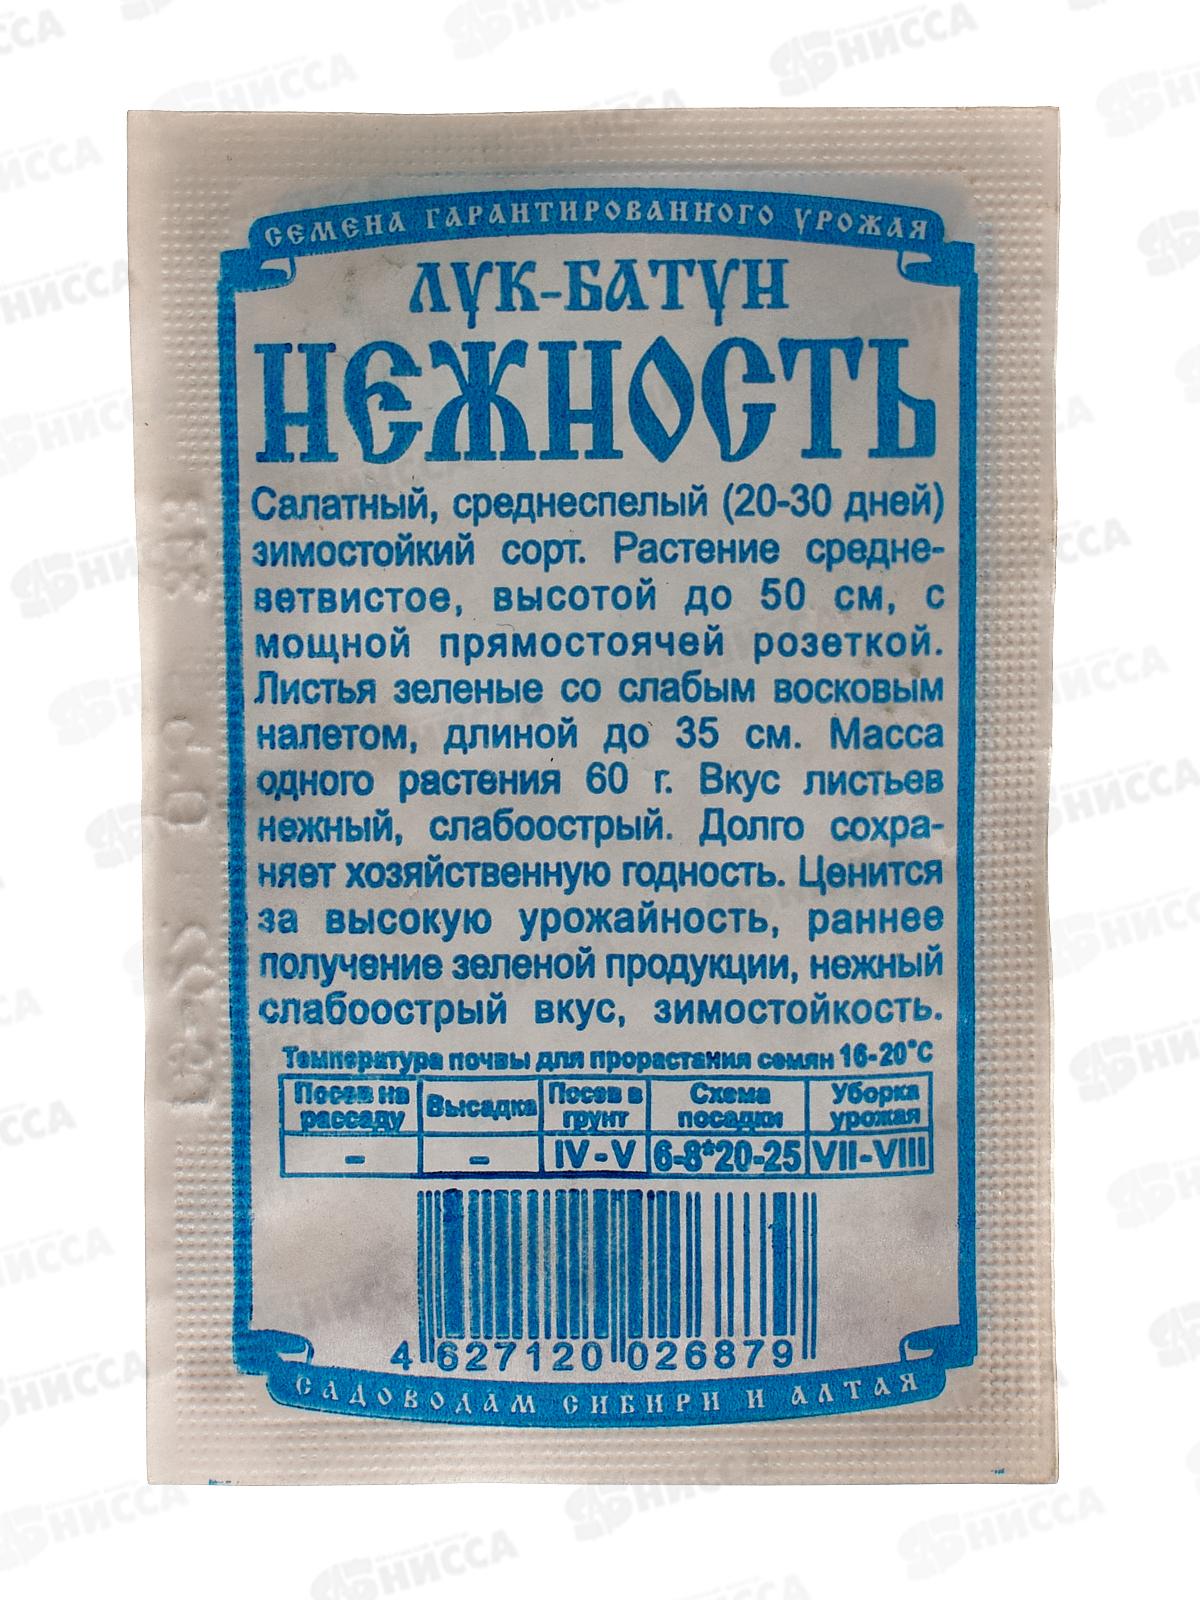 СЕМЕНА ГАРАНТИРОВАННОГО УРОЖАЯ
ЛУК-БАТУН
НЕЖНОСТЬ
Салатный, среднеспелый (20-30 дней)
зимостойкий сорт. Растение средне-
ветвистое, высотой до 50 см, с
мощной прямостоячей розеткой.
Листья зеленые со слабым восковым
налетом, длиной до 35 см. Масса
одного растения 60 г. Вкус листьев
нежный, слабоострый. Долго сохра-
няет хозяйственную годность. Ценится
за высокую урожайность, раннее
получение зеленой продукции, нежный
слабоострый вкус, зимостойкость.
Температура почвы для прорастания семян 16-20°С
Посев на рассаду Высадка Посев в грунт Схема посадки Уборка урожая
- - IV-V 6-8*20-25 VII-VIII
4 627120 026879
САДОВОДАМ СИБИРИ И АЛТАЯ